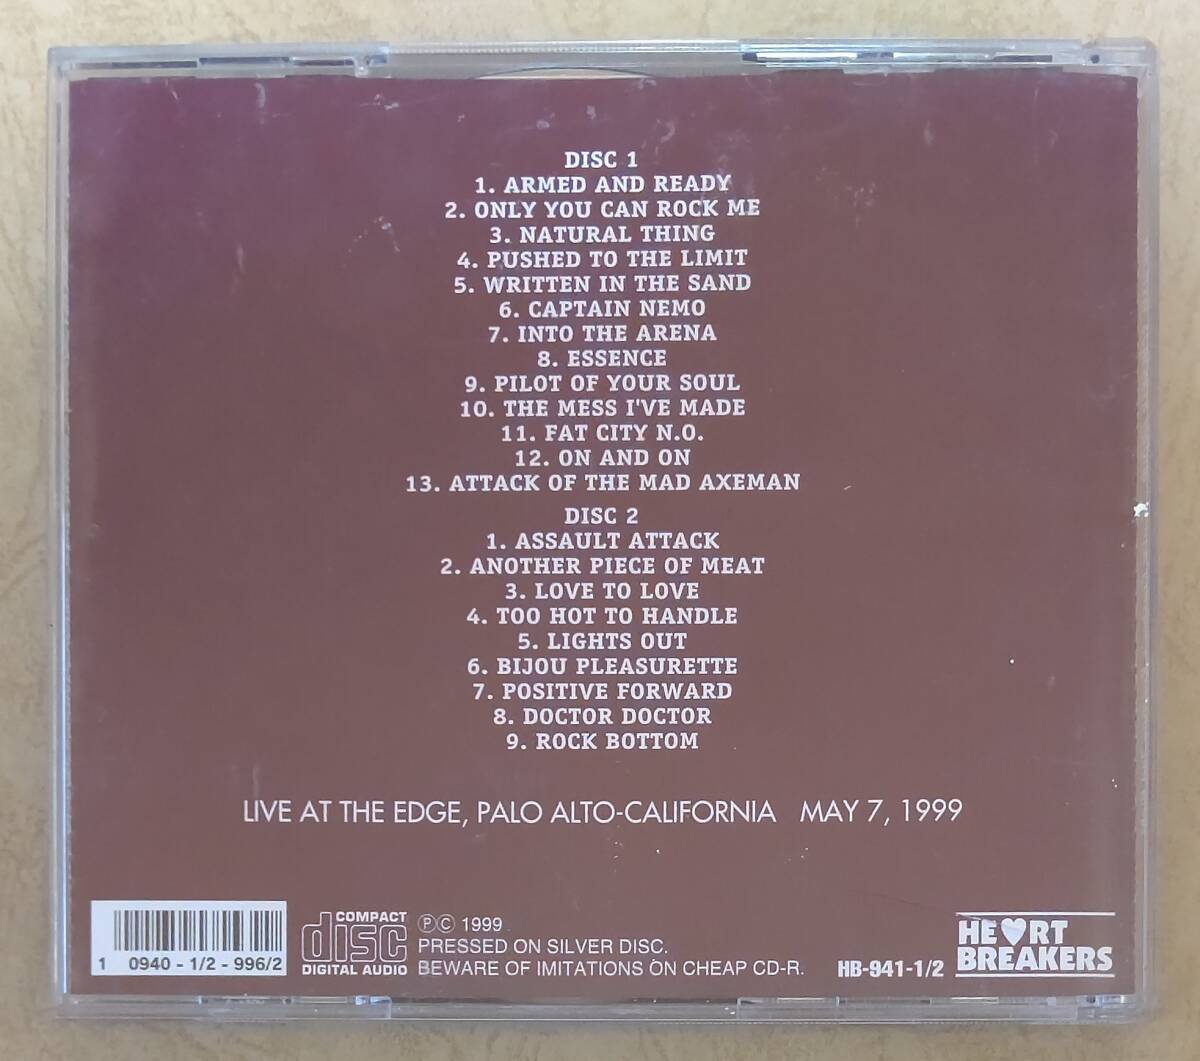 DISC 1
1. ARMED AND READY
2. ONLY YOU CAN ROCK ME
3. NATURAL THING
4. PUSHED TO THE LIMIT
5. WRITTEN IN THE SAND
6. CAPTAIN NEMO
7. INTO THE ARENA
8. ESSENCE
9. PILOT OF YOUR SOUL
10. THE MESS I'VE MADE
11. FAT CITY N.O.
12. ON AND ON
13. ATTACK OF THE MAD AXEMAN
DISC 2
1. ASSAULT ATTACK
2. ANOTHER PIECE OF MEAT
3. LOVE TO LOVE
4. TOO HOT TO HANDLE
5. LIGHTS OUT
6. BIJOU PLEASURETTE
7. POSITIVE FORWARD
8. DOCTOR DOCTOR
9. ROCK BOTTOM
LIVE AT THE EDGE, PALO ALTO-CALIFORNIA MAY 7, 1999
1 0940 - 1/2 - 996/2
COMPACT
disc
DIGITAL AUDIO
Ⓟ© 1999
PRESSED ON SILVER DISC.
BEWARE OF IMITATIONS ON CHEAP CD-R.
HB-941-1/2
HE♥RT
BREAKERS